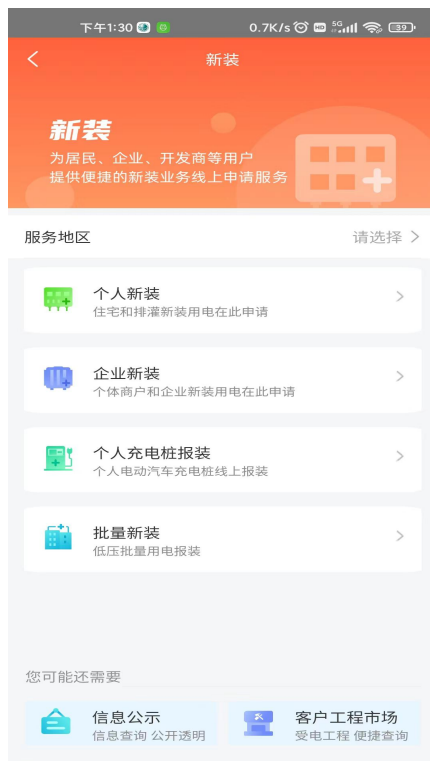 下午1:30 0.7K/s HD 5G 39
新装
新装
为居民、企业、开发商等用户
提供便捷的新装业务线上申请服务
服务地区 请选择
个人新装
住宅和排灌新装用电在此申请
企业新装
个体商户和企业新装用电在此申请
个人充电桩报装
个人电动汽车充电桩线上报装
批量新装
低压批量用电报装
您可能还需要
信息公示 客户工程市场
信息查询 公开透明 受电工程 便捷查询